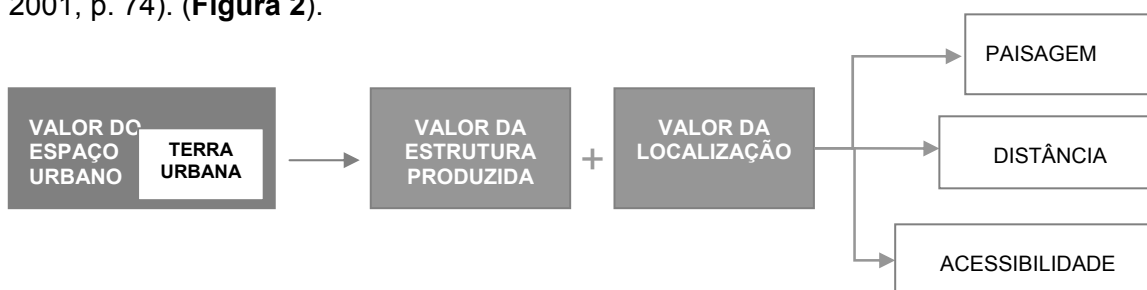 2001, p. 74). (Figura 2).
VALOR DO
ESPAÇO
URBANO
TERRA
URBANA
VALOR DA
ESTRUTURA
PRODUZIDA
+
VALOR DA
LOCALIZAÇÃO
PAISAGEM
DISTÂNCIA
ACESSIBILIDADE